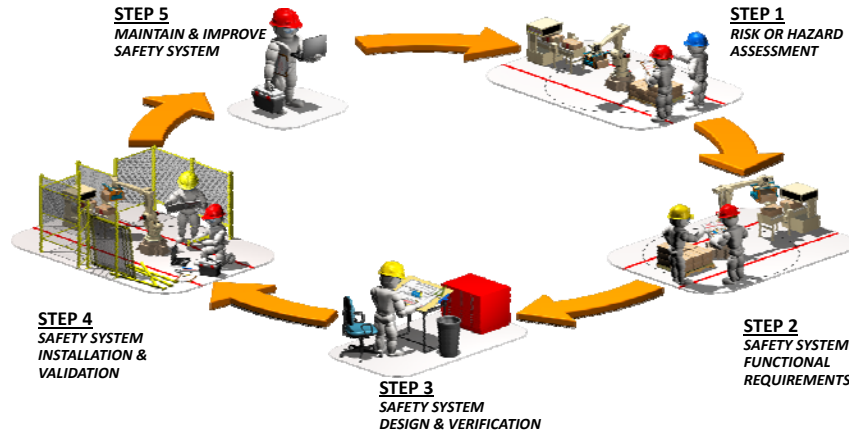 STEP 5
MAINTAIN & IMPROVE
SAFETY SYSTEM
STEP 1
RISK OR HAZARD
ASSESSMENT
STEP 2
SAFETY SYSTEM
FUNCTIONAL
REQUIREMENTS
STEP 3
SAFETY SYSTEM
DESIGN & VERIFICATION
STEP 4
SAFETY SYSTEM
INSTALLATION &
VALIDATION